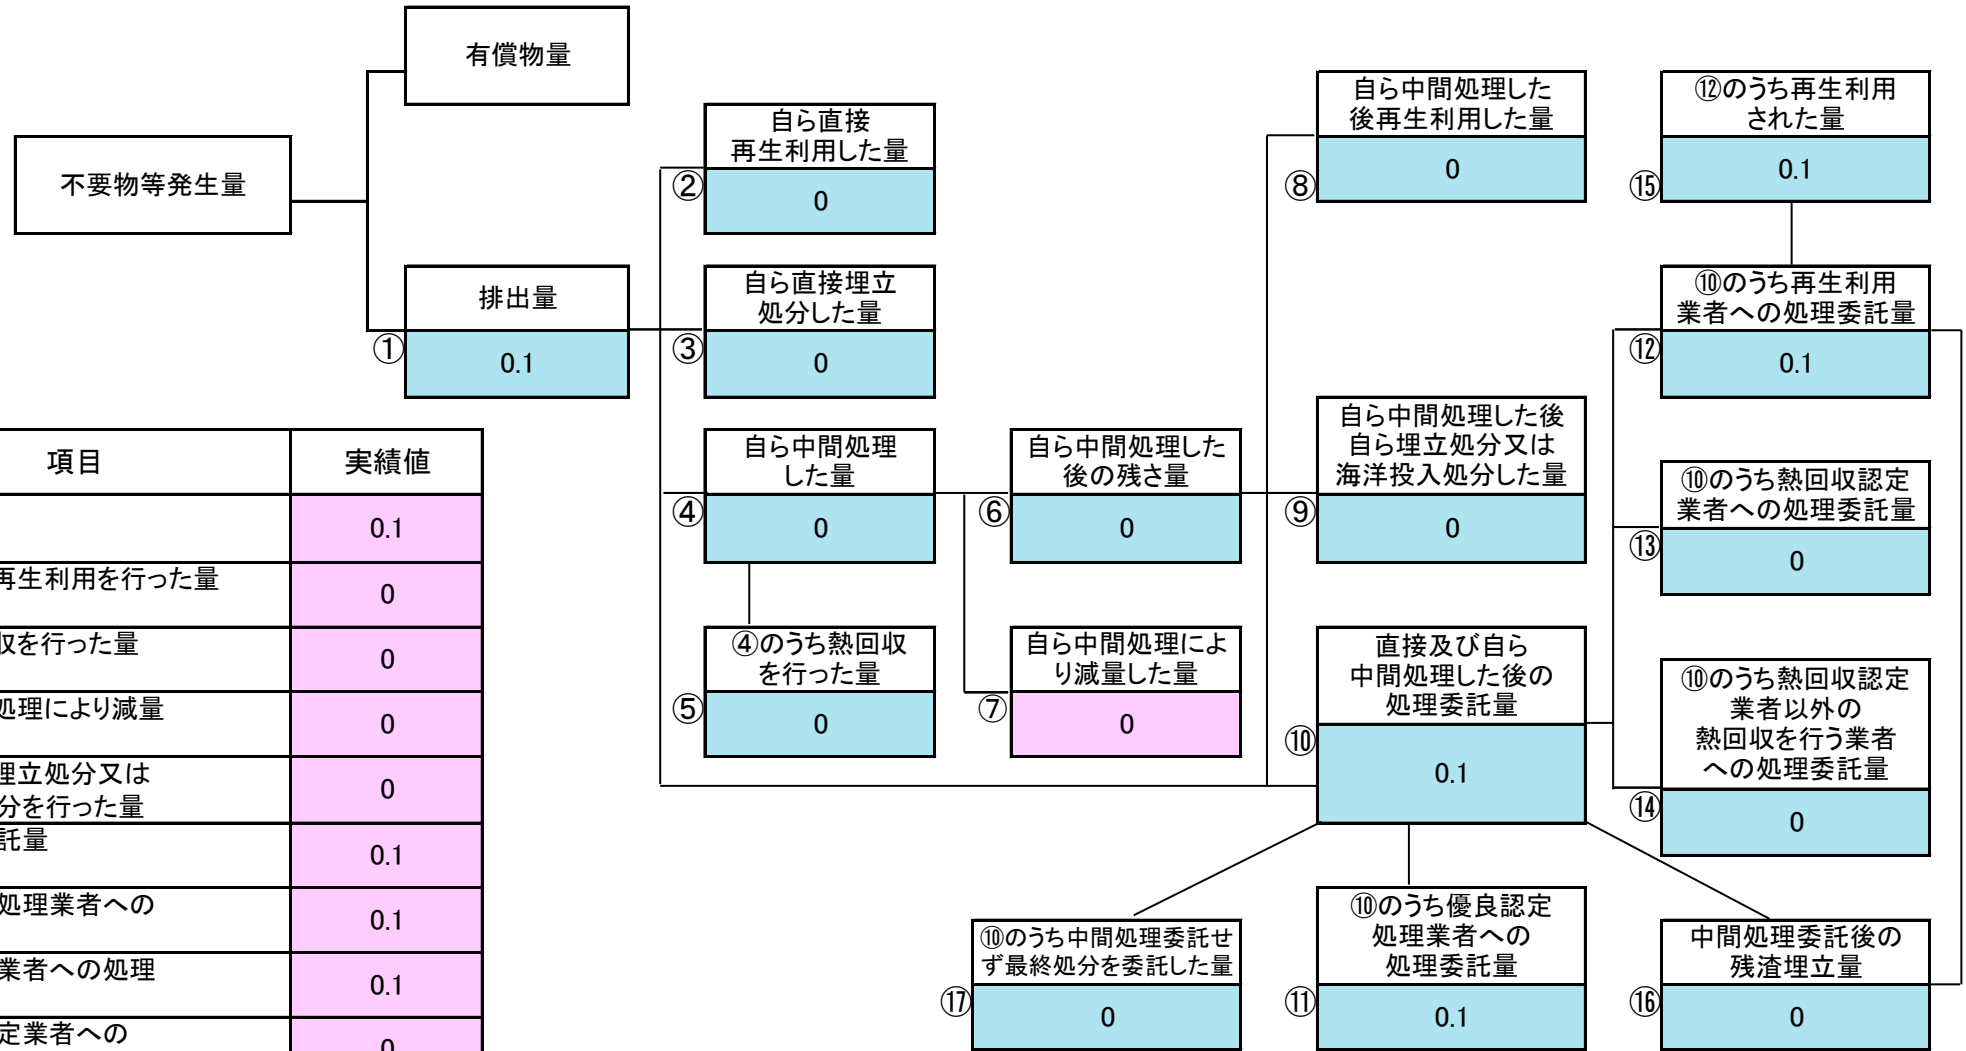 有償物量
不要物等発生量
排出量
①
0.1
自ら直接
再生利用した量
②
0
自ら直接埋立
処分した量
③
0
自ら中間処理
した量
④
0
④のうち熱回収
を行った量
⑤
0
自ら中間処理した
後の残さ量
⑥
0
自ら中間処理によ
り減量した量
⑦
0
自ら中間処理した
後再生利用した量
⑧
0
自ら中間処理した後
自ら埋立処分又は
海洋投入処分した量
⑨
0
直接及び自ら
中間処理した後の
処理委託量
⑩
0.1
⑫のうち再生利用
された量
⑮
0.1
⑩のうち再生利用
業者への処理委託量
⑫
0.1
⑩のうち熱回収認定
業者への処理委託量
⑬
0
⑩のうち熱回収認定
業者以外の
熱回収を行う業者
への処理委託量
⑭
0
⑩のうち中間処理委託せ
ず最終処分を委託した量
⑰
0
⑩のうち優良認定
処理業者への
処理委託量
⑪
0.1
中間処理委託後の
残渣埋立量
⑯
0
項目 実績値
0.1
再生利用を行った量 0
を行った量 0
処理により減量 0
埋立処分又は
分を行った量 0
託量 0.1
処理業者への 0.1
業者への処理 0.1
定業者への 0